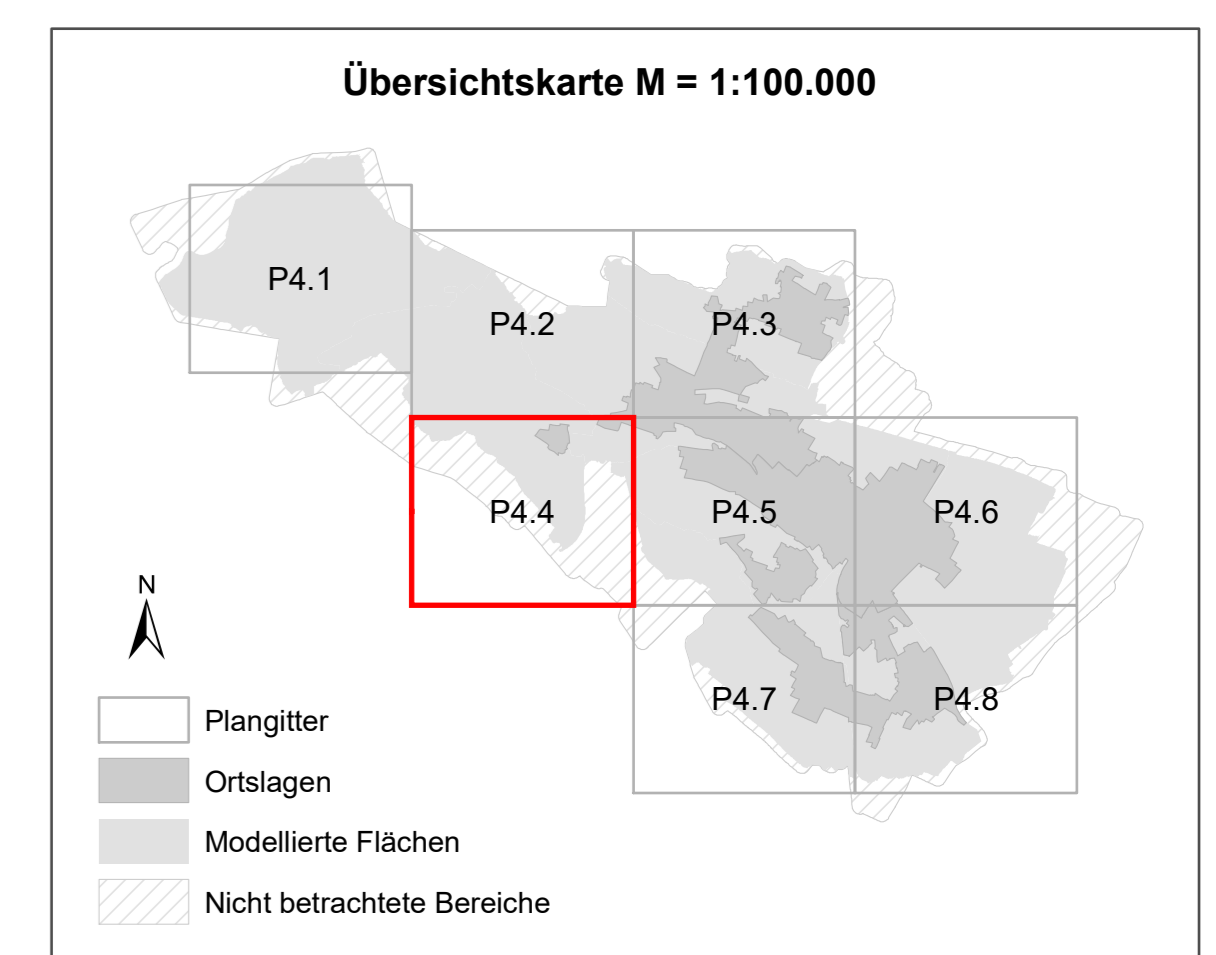 Übersichtskarte M = 1:100.000
P4.1
P4.2
P4.3
P4.4
P4.5
P4.6
P4.7
P4.8
N
Plangitter
Ortslagen
Modellierte Flächen
Nicht betrachtete Bereiche